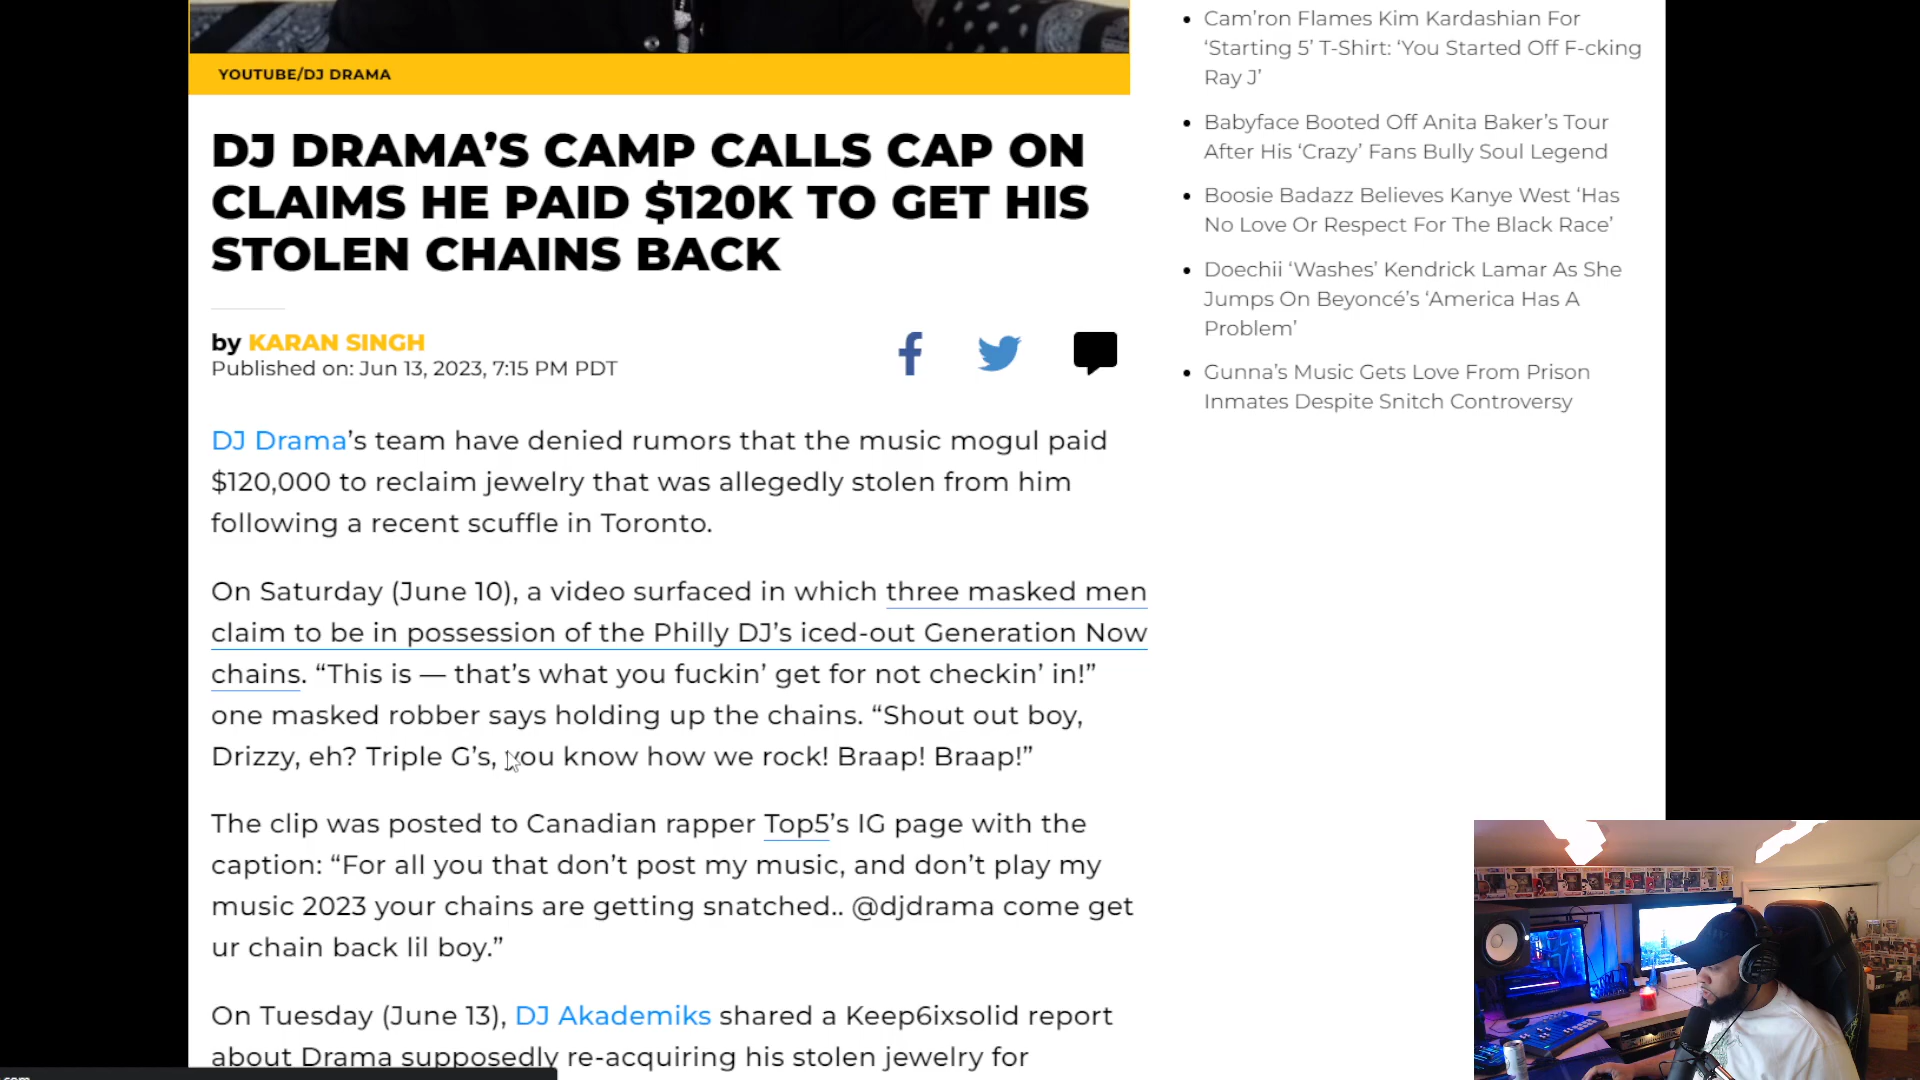 YOUTUBE/DJ DRAMA
DJ DRAMA’S CAMP CALLS CAP ON
CLAIMS HE PAID $120K TO GET HIS
STOLEN CHAINS BACK
by KARAN SINGH
Published on: Jun 13, 2023, 7:15 PM PDT
DJ Drama’s team have denied rumors that the music mogul paid
$120,000 to reclaim jewelry that was allegedly stolen from him
following a recent scuffle in Toronto.
On Saturday (June 10), a video surfaced in which three masked men
claim to be in possession of the Philly DJ’s iced-out Generation Now
chains. “This is — that’s what you fuckin’ get for not checkin’ in!”
one masked robber says holding up the chains. “Shout out boy,
Drizzy, eh? Triple G’s, you know how we rock! Braap! Braap!”
The clip was posted to Canadian rapper Top5’s IG page with the
caption: “For all you that don’t post my music, and don’t play my
music 2023 your chains are getting snatched.. @djdrama come get
ur chain back lil boy.”
On Tuesday (June 13), DJ Akademiks shared a Keep6ixsolid report
about Drama supposedly re-acquiring his stolen jewelry for
Cam’ron Flames Kim Kardashian For
‘Starting 5’ T-Shirt: ‘You Started Off F-cking
Ray J’
Babyface Booted Off Anita Baker’s Tour
After His ‘Crazy’ Fans Bully Soul Legend
Boosie Badazz Believes Kanye West ‘Has
No Love Or Respect For The Black Race’
Doechii ‘Washes’ Kendrick Lamar As She
Jumps On Beyoncé’s ‘America Has A
Problem’
Gunna’s Music Gets Love From Prison
Inmates Despite Snitch Controversy